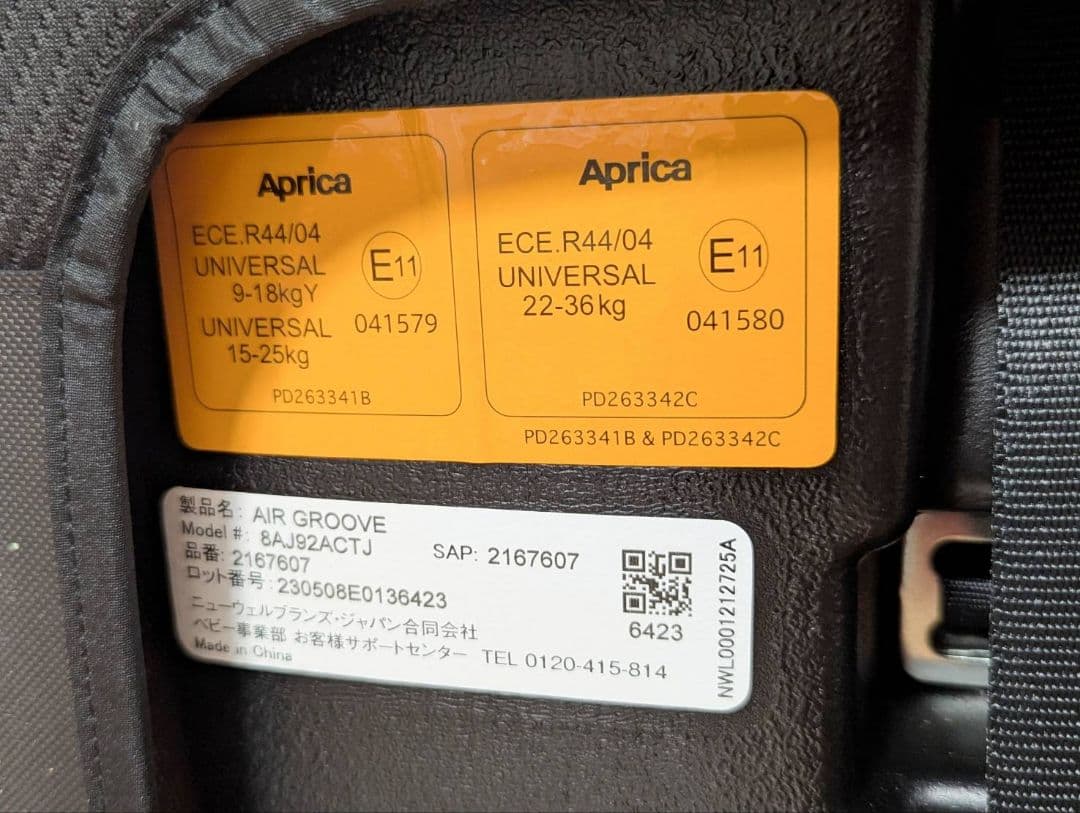 Aprica
ECE.R44/04
UNIVERSAL
9-18kgY
UNIVERSAL
15-25kg
E11
041579
PD263341B
Aprica
ECE.R44/04
UNIVERSAL
22-36kg
E11
041580
PD263342C
PD263341B & PD263342C
製品名: AIR GROOVE
Model #: 8AJ92ACTJ
品番: 2167607
ロット番号: 230508E0136423
SAP: 2167607
6423
ニューウェルブランズ・ジャパン合同会社
ベビー事業部 お客様サポートセンター TEL 0120-415-814
Made in China
NWL0001212725A